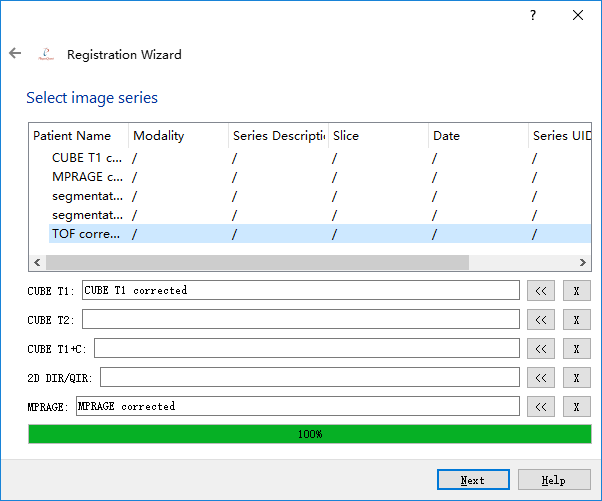 ?
Registration Wizard
Select image series
Patient Name Modality Series Descripti Slice Date Series UID
CUBE T1 c... / / / / /
MPRAGE c... / / / / /
segmentat... / / / / /
segmentat... / / / / /
TOF corre... / / / / /
CUBE T1: CUBE T1 corrected << X
CUBE T2: << X
CUBE T1+C: << X
2D DIR/QIR: << X
MPRAGE: MPRAGE corrected << X
100%
Next Help